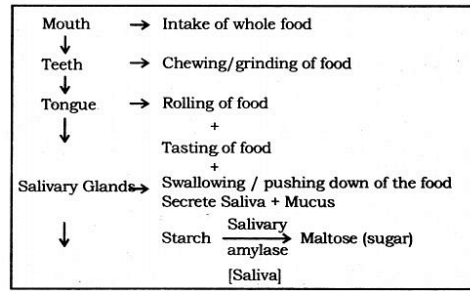 Mouth → Intake of whole food
↓
Teeth → Chewing/grinding of food
↓
Tongue → Rolling of food
+
↓ Tasting of food
+
Swallowing / pushing down of the food
Salivary Glands → Secrete Saliva + Mucus
↓ Starch Salivary amylase → Maltose (sugar)
[Saliva]